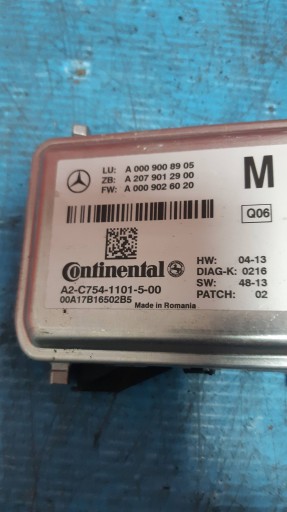 LU: A 000 900 89 05
ZB: A 207 901 29 00
FW: A 000 902 60 20
M
Q06
Continental
HW: 04-13
DIAG-K: 0216
SW: 48-13
PATCH: 02
A2-C754-1101-5-00
00A17B16502B5
Made in Romania